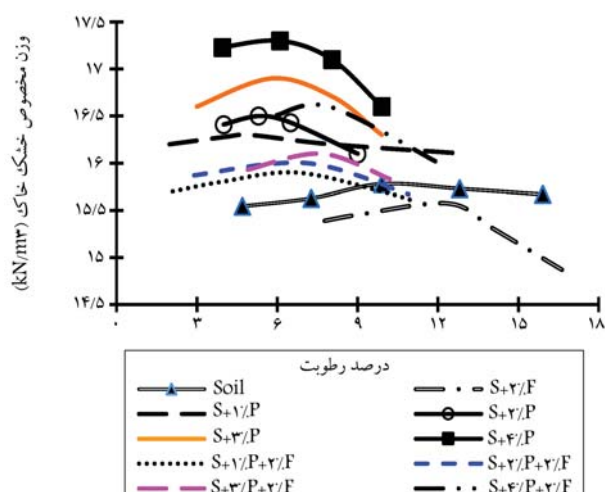 وزن مخصوص خشک خاک (kN/m۳)
۱۷/۵
۱۷
۱۶/۵
۱۶
۱۵/۵
۱۵
۱۴/۵
۰ ۳ ۶ ۹ ۱۲ ۱۵ ۱۸
درصد رطوبت
Soil S+۲٪F
S+۱٪P S+۲٪P
S+۳٪P S+۴٪P
S+۱٪P+۲٪F S+۲٪P+۲٪F
S+۳٪P+۲٪F S+۴٪P+۲٪F